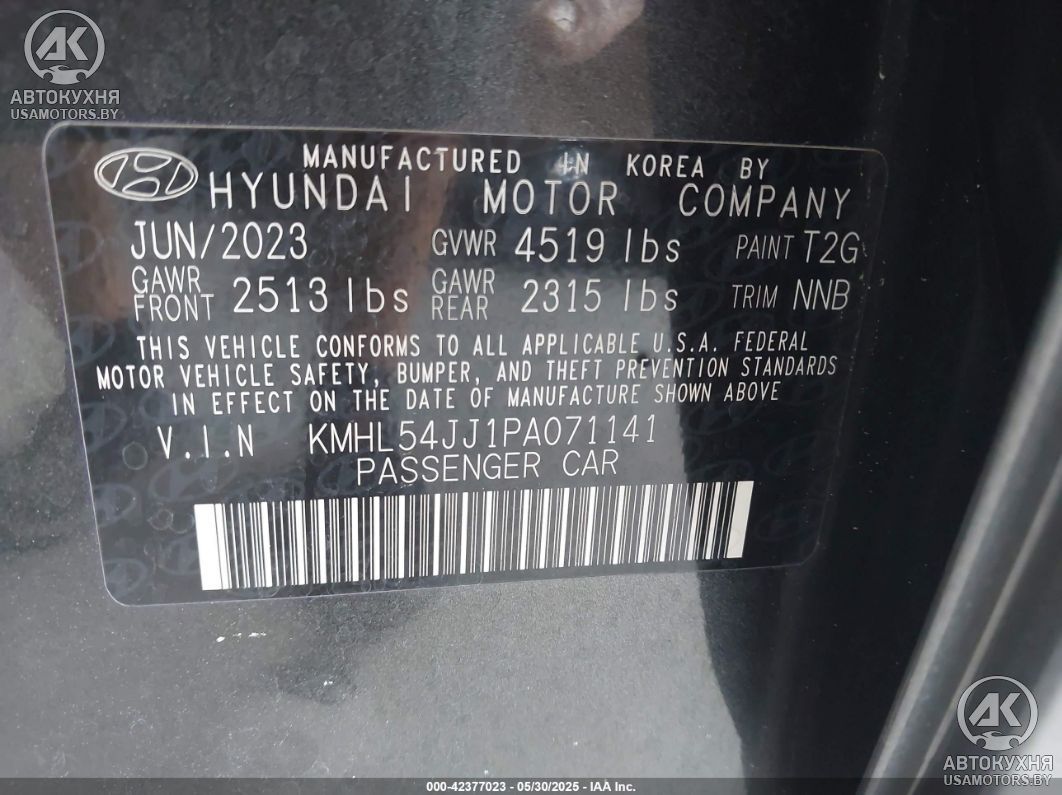 AK
АВТОКУХНЯ
USAMOTORS.BY
MANUFACTURED IN KOREA BY
HYUNDAI MOTOR COMPANY
JUN/2023 GVWR 4519 lbs PAINT T2G
GAWR FRONT 2513 lbs GAWR REAR 2315 lbs TRIM NNB
THIS VEHICLE CONFORMS TO ALL APPLICABLE U.S.A. FEDERAL
MOTOR VEHICLE SAFETY, BUMPER, AND THEFT PREVENTION STANDARDS
IN EFFECT ON THE DATE OF MANUFACTURE SHOWN ABOVE
V.I.N KMHL54JJ1PA071141
PASSENGER CAR
AK
АВТОКУХНЯ
USAMOTORS.BY
000-42377023 - 05/30/2025 - IAA Inc.